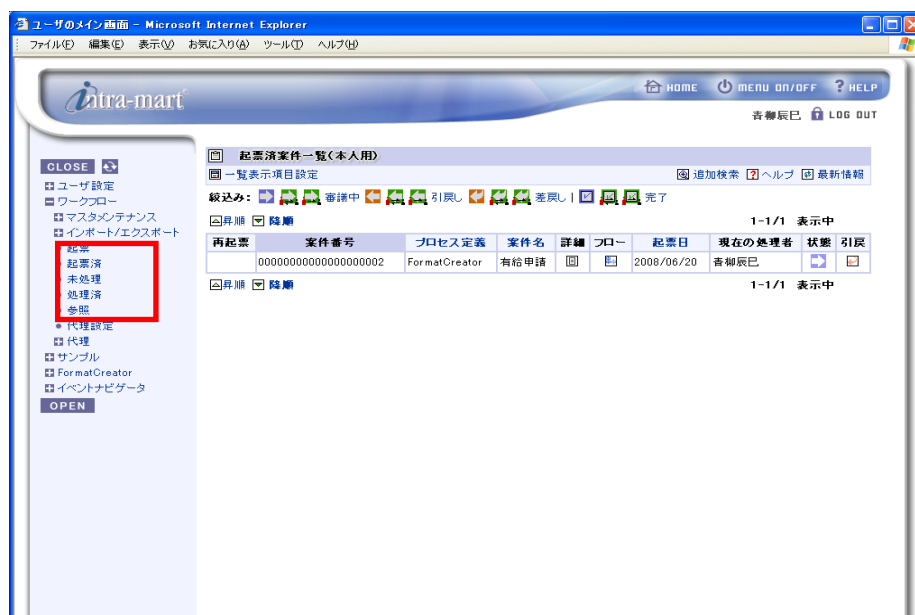 ユーザのメイン画面 - Microsoft Internet Explorer
ファイル(F) 編集(E) 表示(V) お気に入り(A) ツール(T) ヘルプ(H)
intra-mart
HOME MENU ON/OFF ? HELP
青柳辰巳 LOG OUT
CLOSE
ユーザ設定
ワークフロー
マスタメンテナンス
インポート/エクスポート
起票
起票済
未処理
処理済
参照
代理設定
代理
サンプル
FormatCreator
イベントナビゲータ
OPEN
起票済案件一覧(本人用)
一覧表示項目設定 追加検索 ? ヘルプ 最新情報
絞込み: 審議中 引戻し 差戻し | 完了
昇順 降順 1-1/1 表示中
再起票 案件番号 プロセス定義 案件名 詳細 フロー 起票日 現在の処理者 状態 引戻
00000000000000000002 FormatCreator 有給申請 2008/06/20 青柳辰巳
昇順 降順 1-1/1 表示中